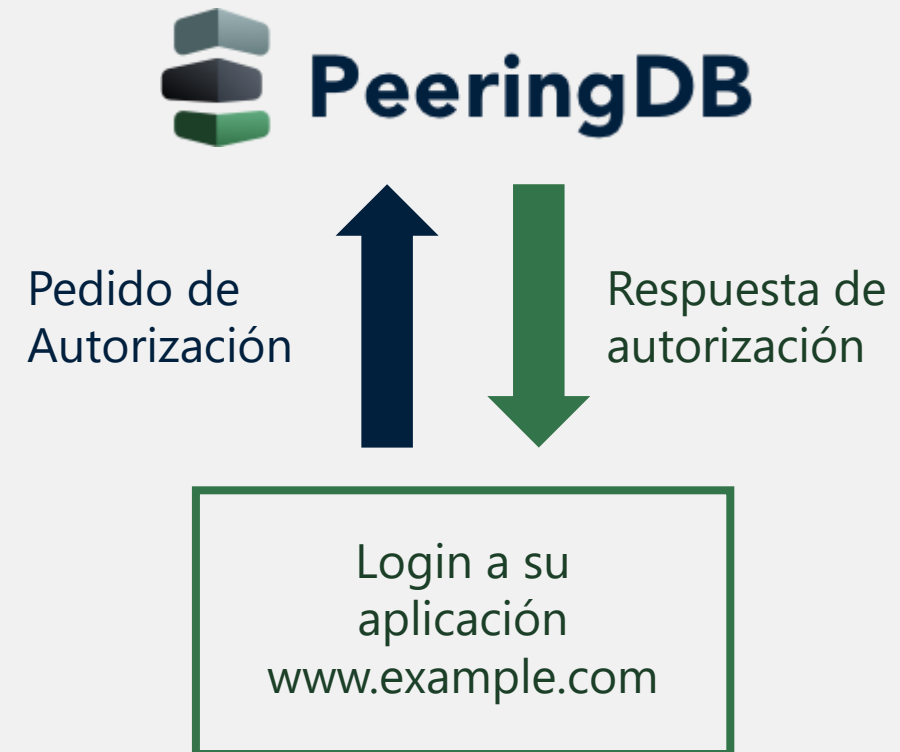 PeeringDB
Pedido de
Autorización
Respuesta de
autorización
Login a su
aplicación
www.example.com